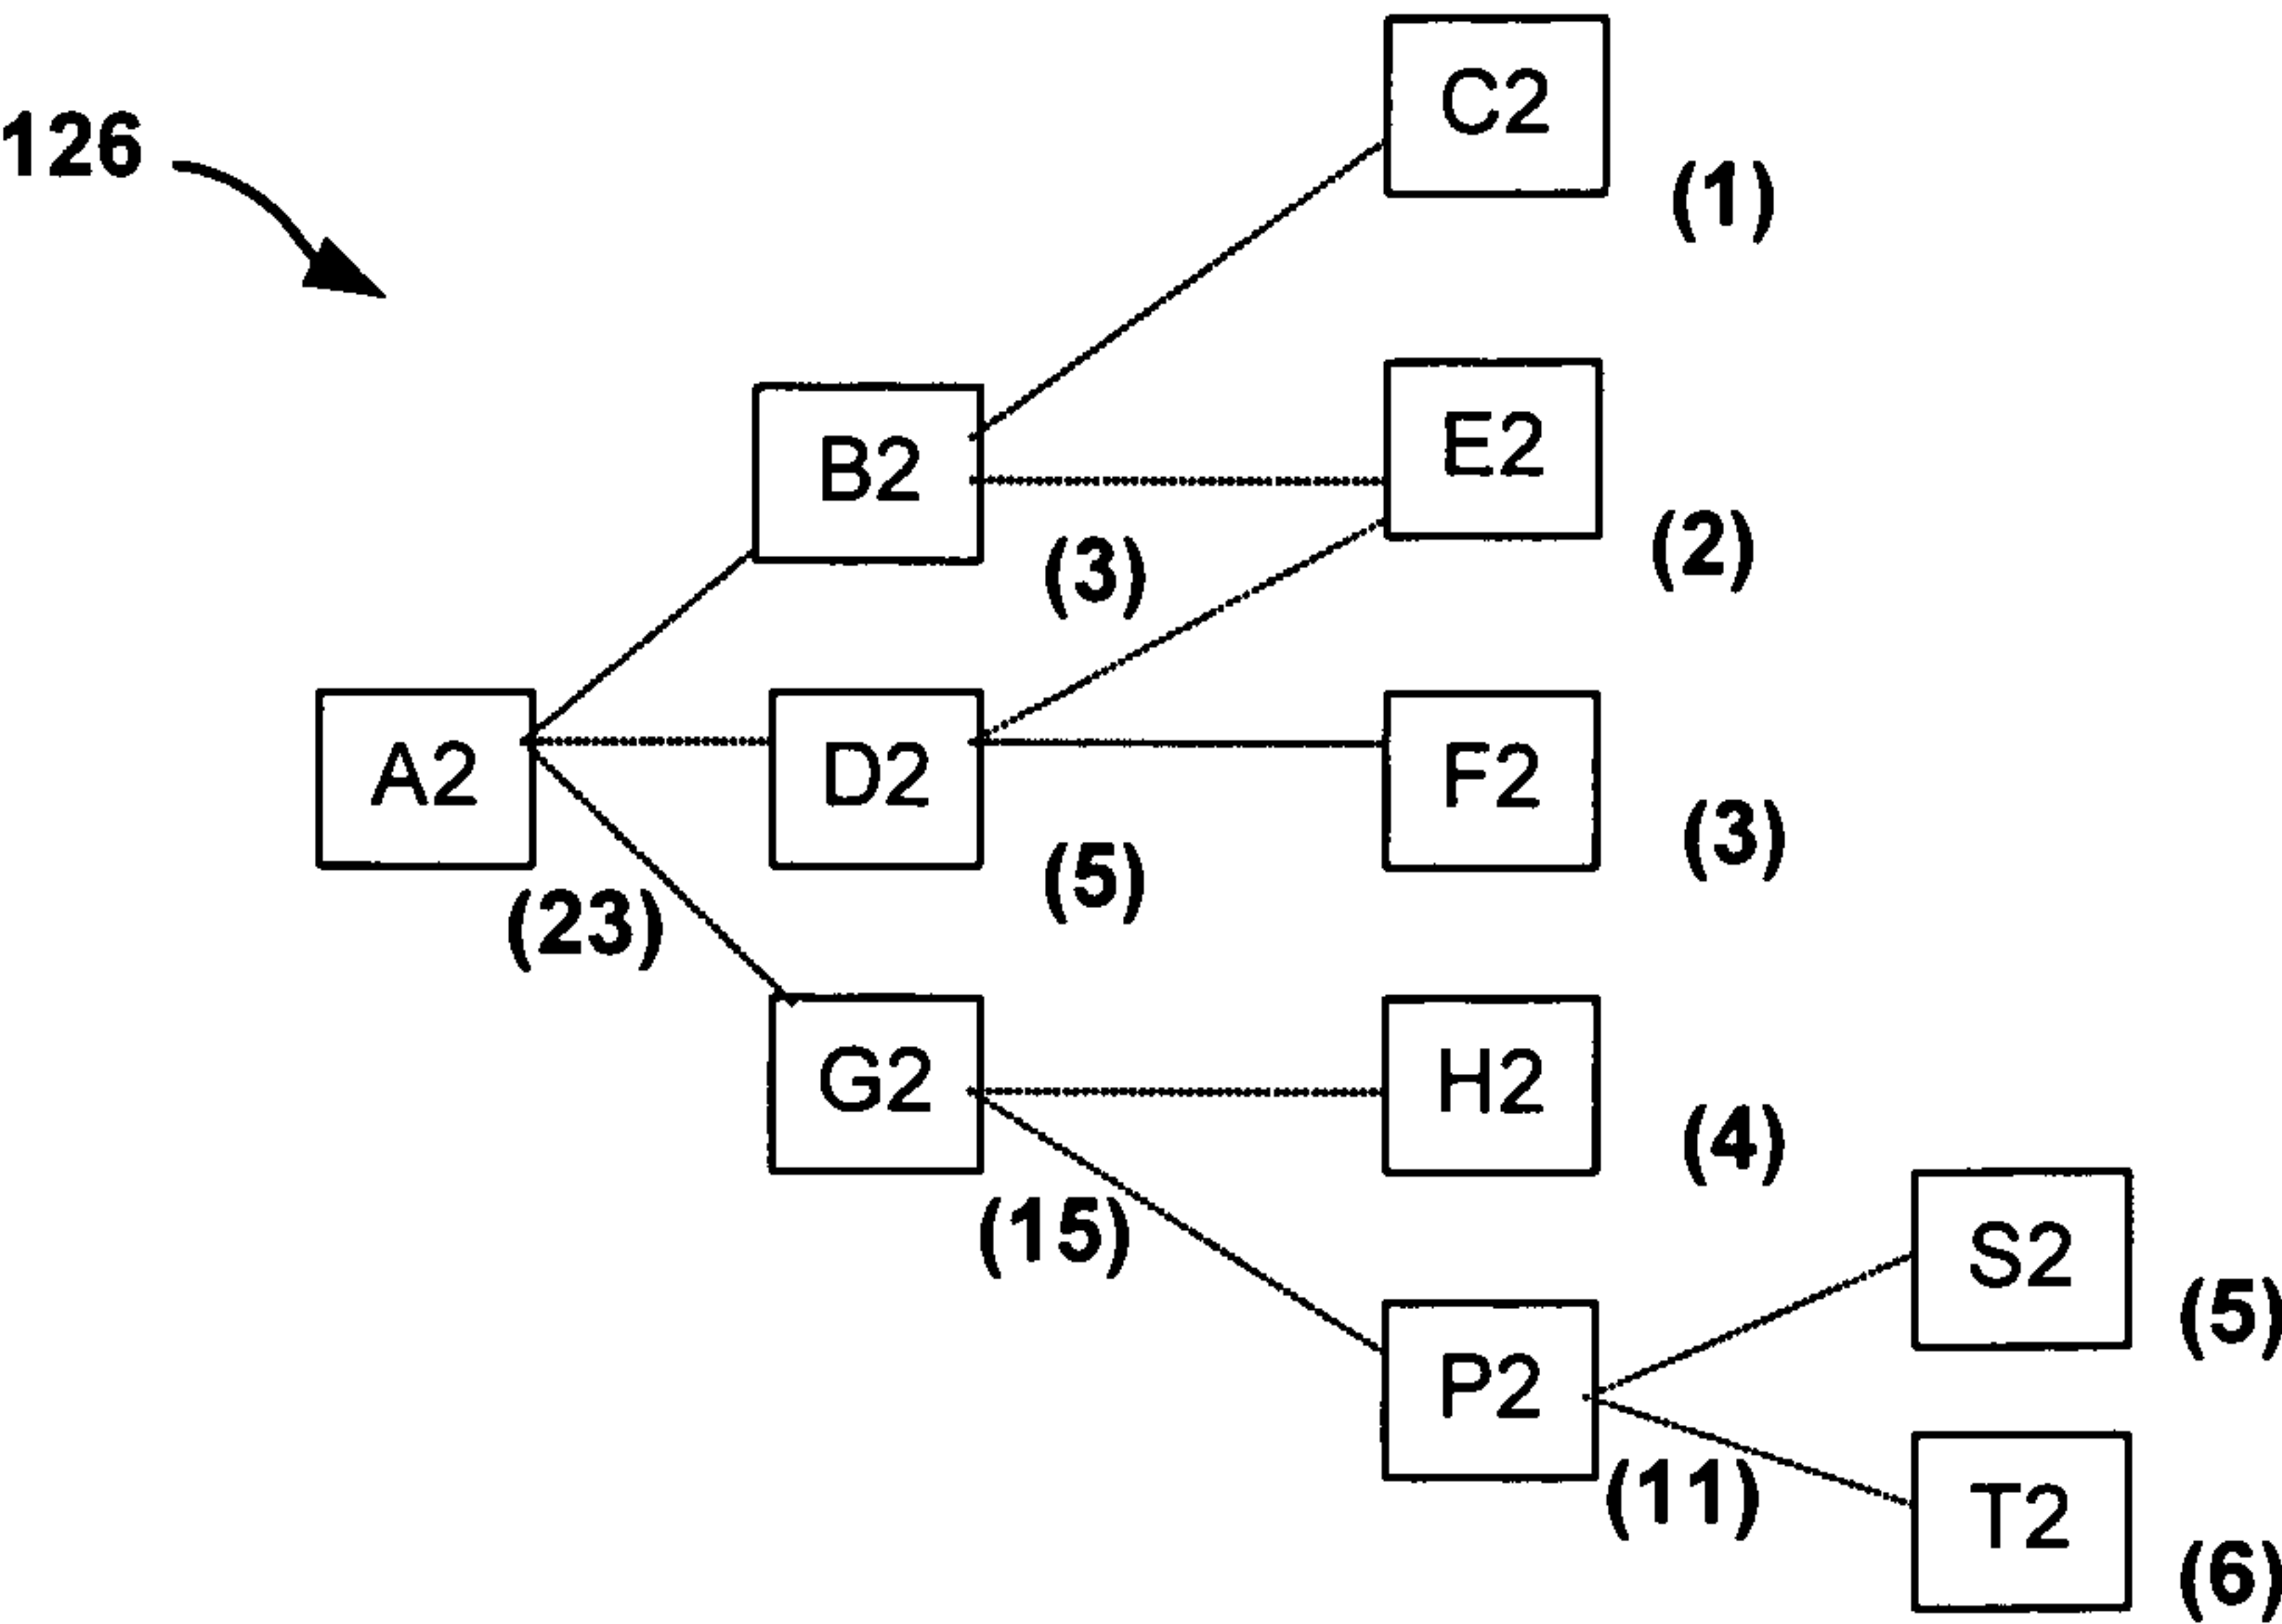 C2
126
(1)
E2
B2
(2)
(3)
A2
D2
F2
(3)
(5)
(23)
G2
H2
(4)
(15)
S2
(5)
P2
(11)
T2
(6)